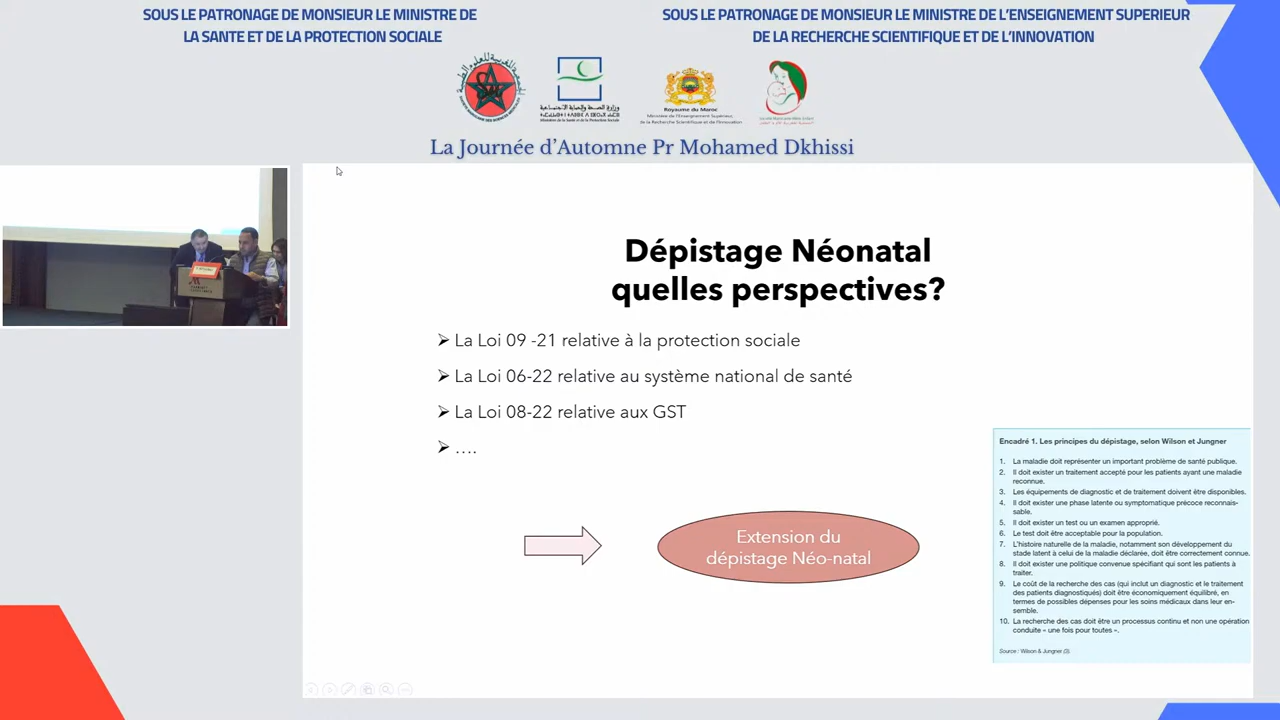 SOUS LE PATRONAGE DE MONSIEUR LE MINISTRE DE
LA SANTE ET DE LA PROTECTION SOCIALE
SOUS LE PATRONAGE DE MONSIEUR LE MINISTRE DE L'ENSEIGNEMENT SUPERIEUR
DE LA RECHERCHE SCIENTIFIQUE ET DE L'INNOVATION
Royaume du Maroc
Ministère de l'Enseignement Supérieur
de la Recherche Scientifique et de l'Innovation
La Journée d'Automne Pr Mohamed Dkhissi
Dépistage Néonatal
quelles perspectives?
➢ La Loi 09 -21 relative à la protection sociale
➢ La Loi 06-22 relative au système national de santé
➢ La Loi 08-22 relative aux GST
➢ ….
Extension du
dépistage Néo-natal
Encadré 1. Les principes du dépistage, selon Wilson et Jungner
1. La maladie doit représenter un important problème de santé publique.
2. Il doit exister un traitement accepté pour les patients ayant une maladie
reconnue.
3. Les équipements de diagnostic et de traitement doivent être disponibles.
4. Il doit exister une phase latente ou symptomatique précoce reconnais-
sable.
5. Il doit exister un test ou un examen approprié.
6. Le test doit être acceptable pour la population.
7. L'histoire naturelle de la maladie, notamment son développement du
stade latent à celui de la maladie déclarée, doit être correctement connue.
8. Il doit exister une politique convenue spécifiant qui sont les patients à
traiter.
9. Le coût de la recherche des cas (qui inclut un diagnostic et le traitement
des patients diagnostiqués) doit être économiquement équilibré, en
termes de possibles dépenses pour les soins médicaux dans leur en-
semble.
10. La recherche des cas doit être un processus continu et non une opération
conduite « une fois pour toutes ».
Source : Wilson & Jungner (3).